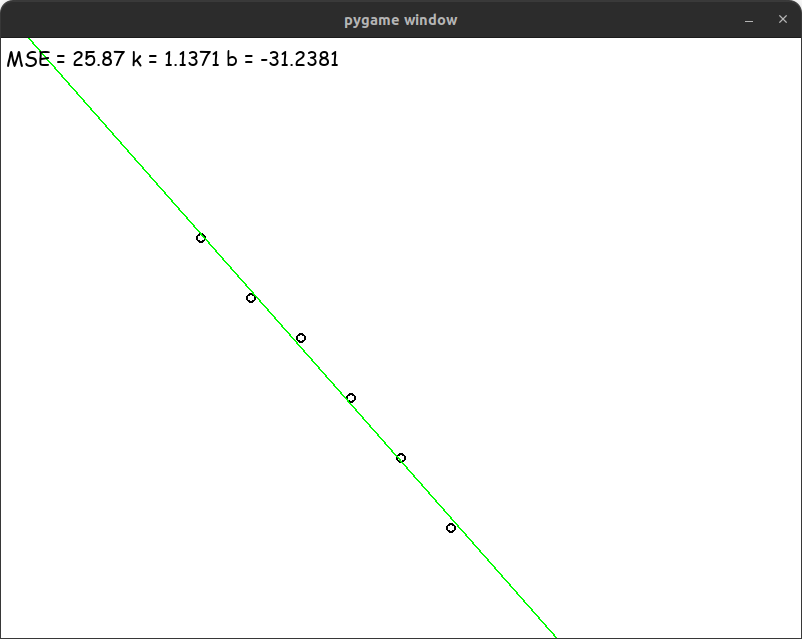 pygame window
MSE = 25.87 k = 1.1371 b = -31.2381